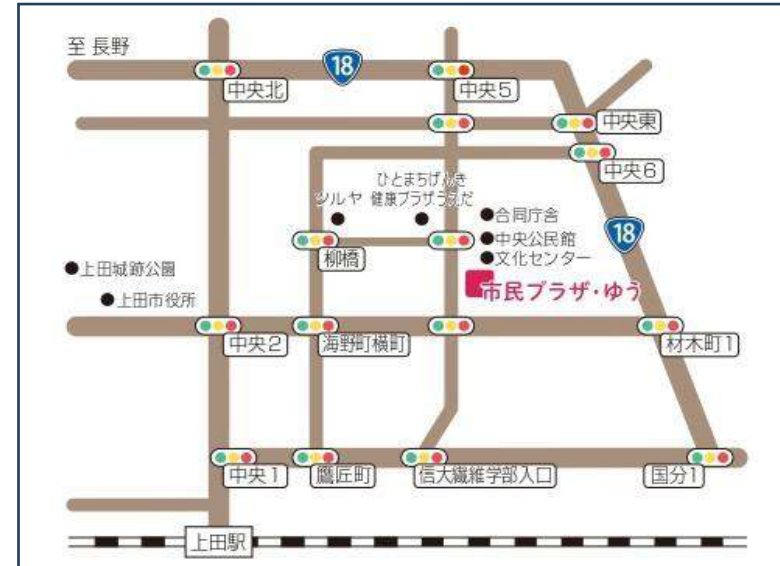 至 長野
18
中央北
中央5
中央東
中央6
ひとまちげんき
ツルヤ 健康プラザうえだ
合同庁舎
中央公民館
文化センター
18
柳橋
上田城跡公園
上田市役所
市民プラザ・ゆう
中央2
海野町横町
材木町1
中央1
鷹匠町
信大繊維学部入口
国分1
上田駅